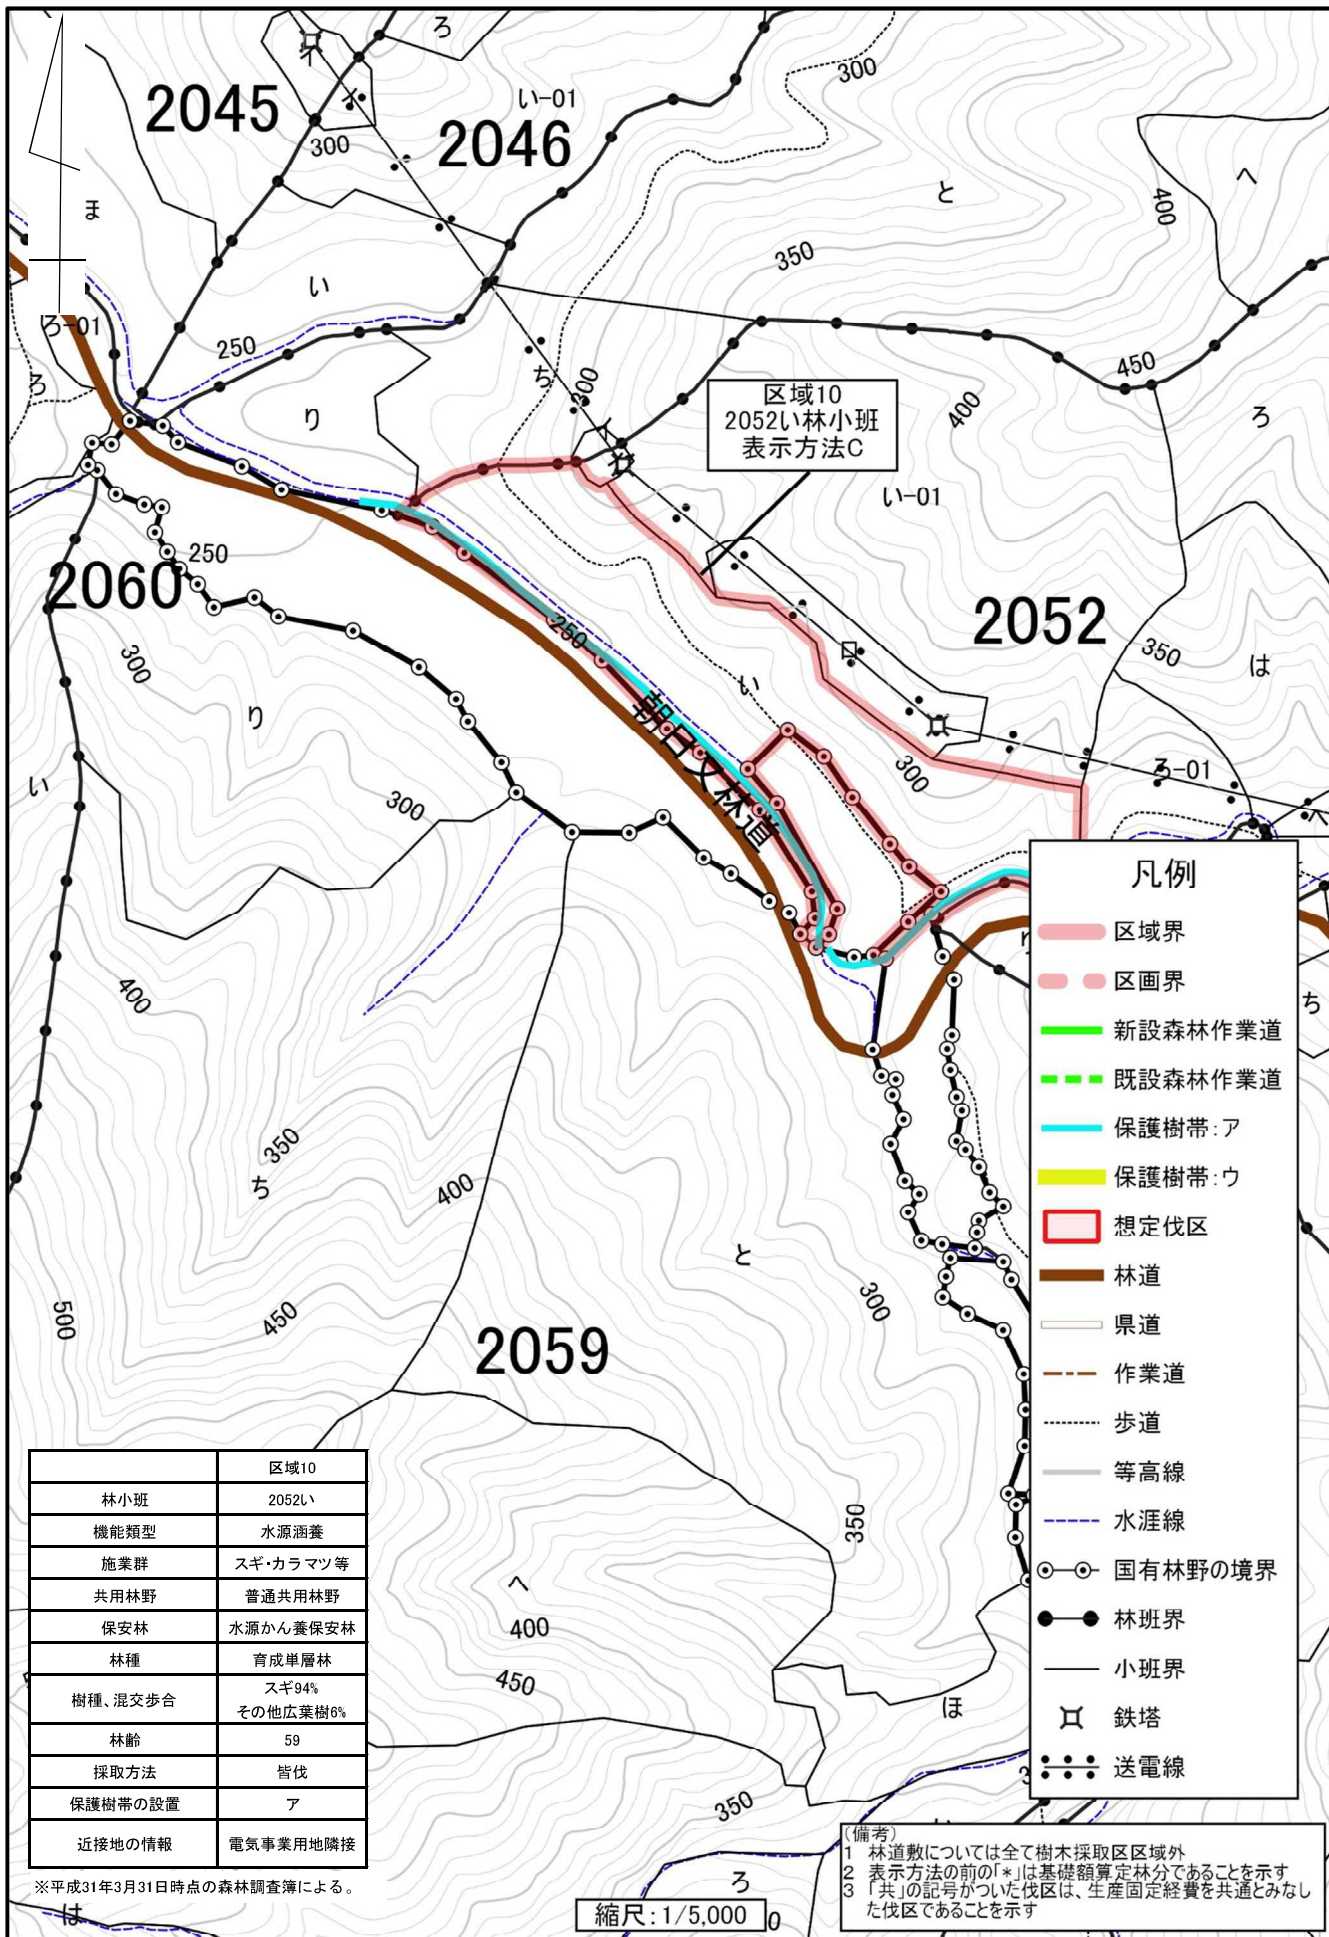 ろ
イ
300
2045
い-01
300
2046
と
へ
400
ほ
350
い
ろ-01
250
450
ち
300
ろ
り
区域10
2052い林小班
表示方法C
400
ろ
イ
い-01
250
2060
2052
250
350
は
300
い
り
い
朝日又林道
300
300
ろ-01
へ
400
凡例
区域界
り
区画界
ち
新設森林作業道
既設森林作業道
保護樹帯:ア
350
ち
400
保護樹帯:ウ
想定伐区
と
林道
300
500
450
県道
2059
作業道
歩道
等高線
350
水涯線
国有林野の境界
へ
400
林班界
450
小班界
ほ
鉄塔
送電線
350
区域10
林小班 2052い
機能類型 水源涵養
施業群 スギ・カラマツ等
共用林野 普通共用林野
保安林 水源かん養保安林
林種 育成単層林
樹種、混交歩合 スギ94%
その他広葉樹6%
林齢 59
採取方法 皆伐
保護樹帯の設置 ア
近接地の情報 電気事業用地隣接
※平成31年3月31日時点の森林調査簿による。
は
ろ
縮尺:1/5,000
(備考)
1 林道敷については全て樹木採取区区域外
2 表示方法の前の「*」は基礎額算定林分であることを示す
3 「共」の記号がついた伐区は、生産固定経費を共通とみなし
た伐区であることを示す